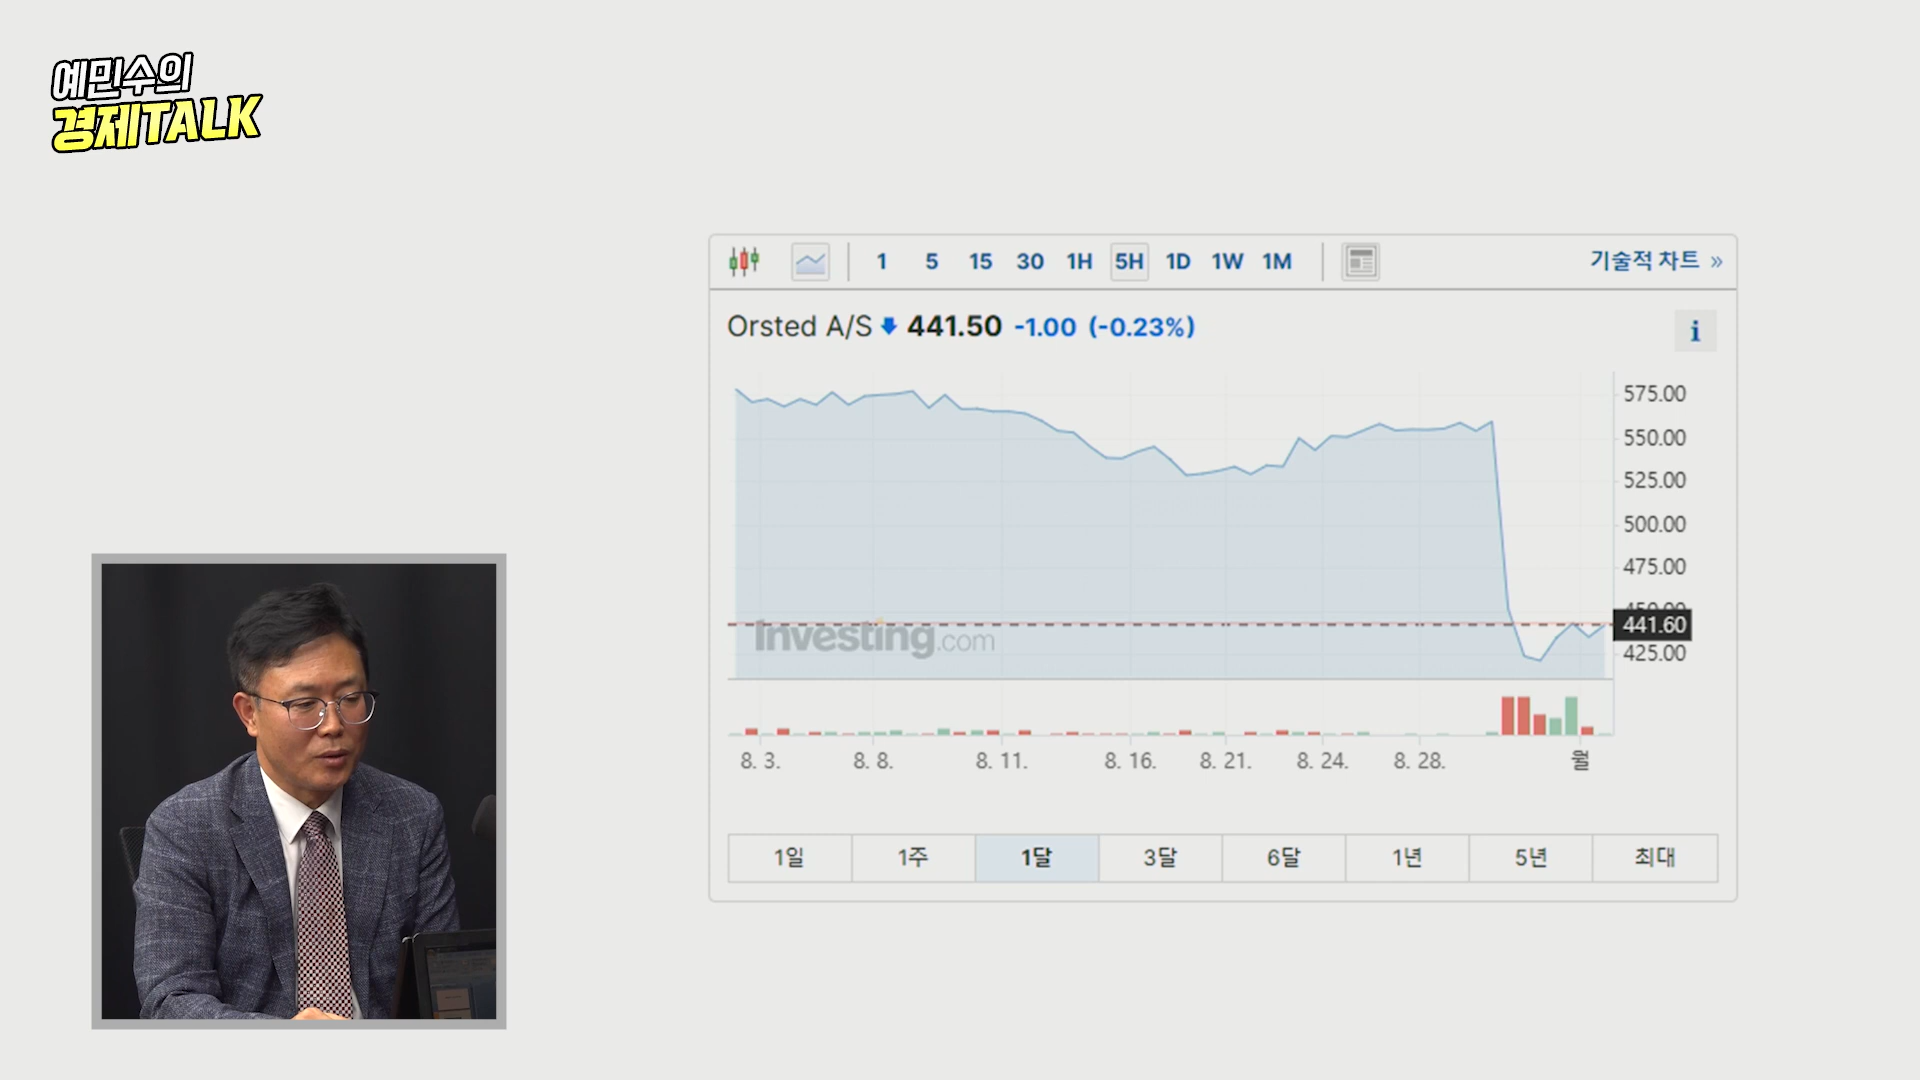 예민수의
경제TALK
1 5 15 30 1H 5H 1D 1W 1M
기술적 차트 »
Orsted A/S 441.50 -1.00 (-0.23%)
i
575.00
550.00
525.00
500.00
475.00
450.00
441.60
425.00
Investing.com
8. 3. 8. 8. 8. 11. 8. 16. 8. 21. 8. 24. 8. 28. 월
1일 1주 1달 3달 6달 1년 5년 최대